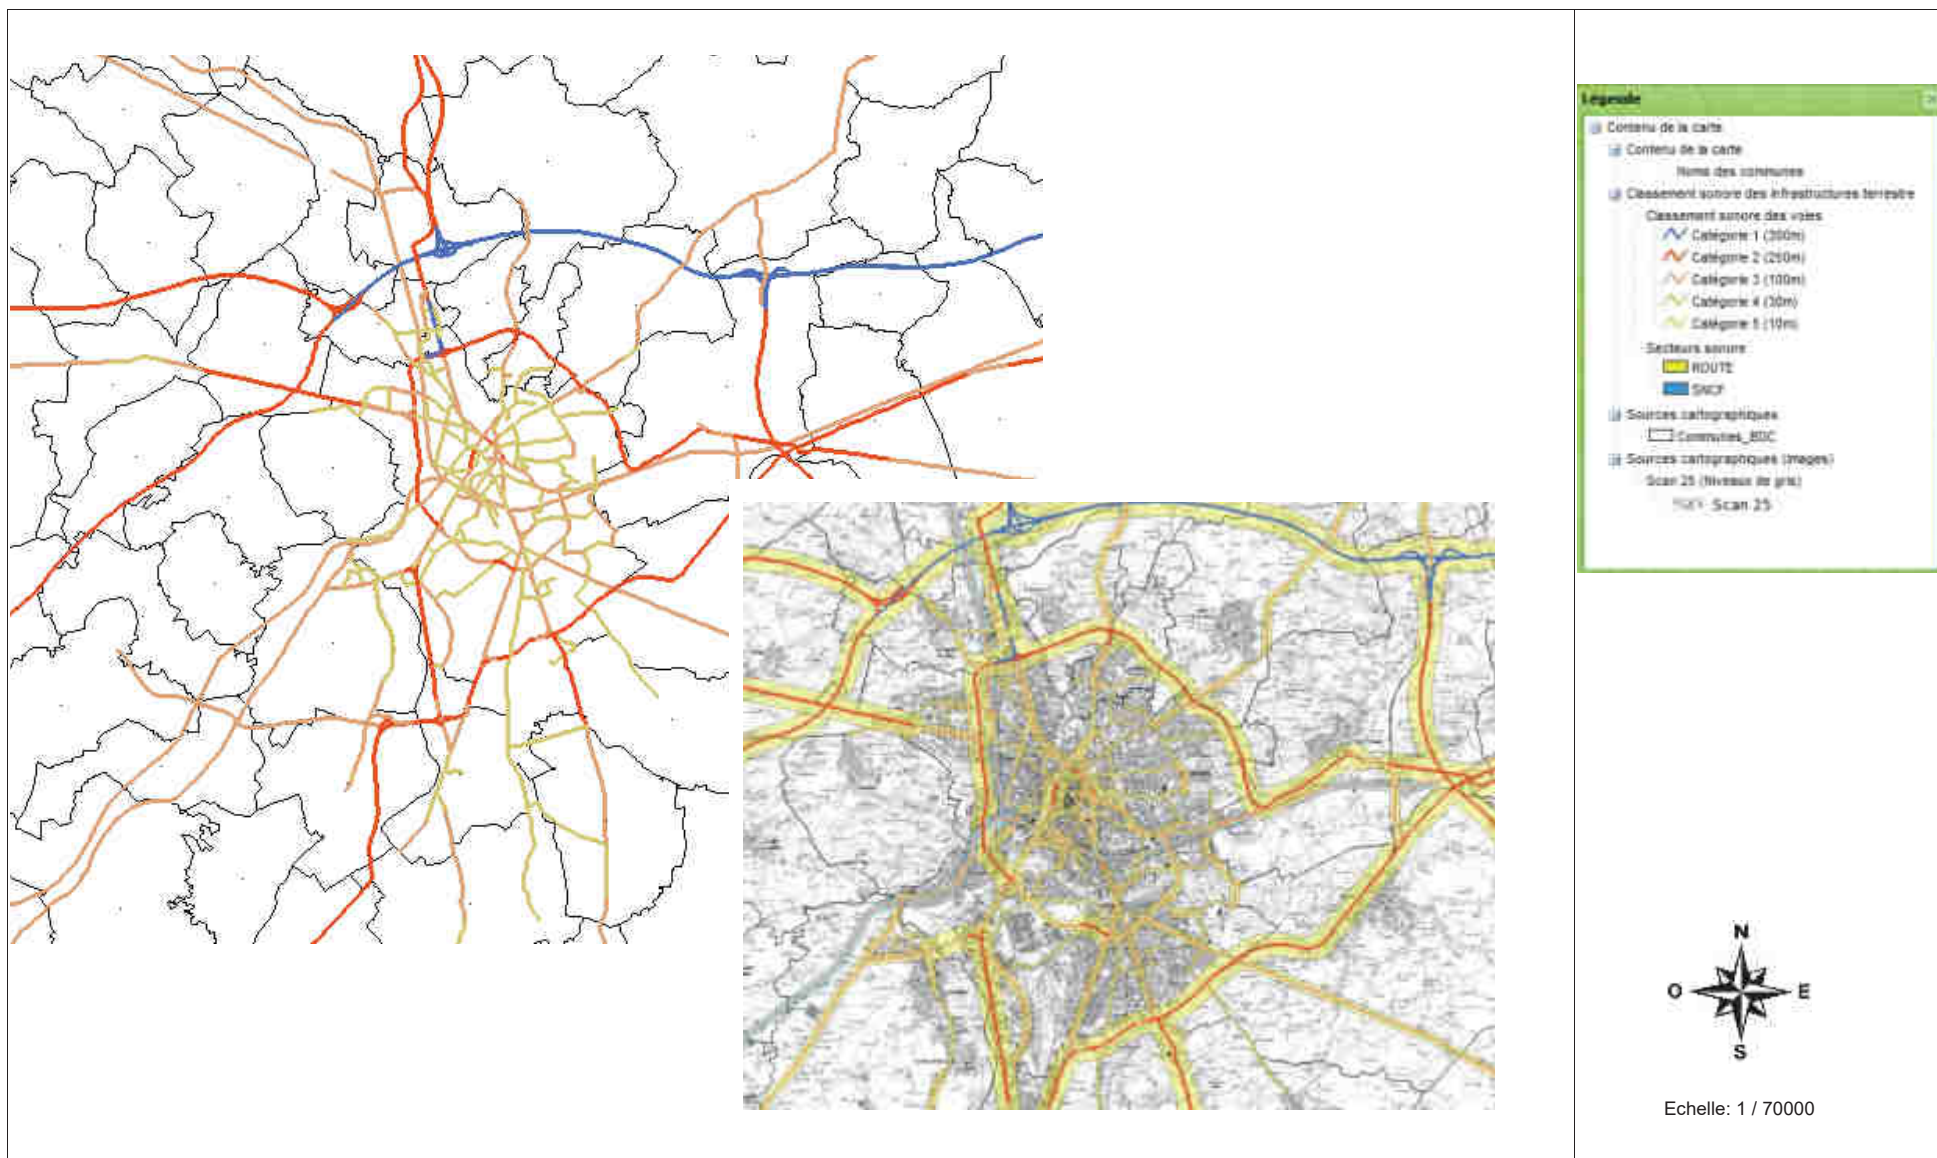 Légende
Contenu de la carte
Contenu de la carte
Noms des communes
Classement sonore des infrastructures terrestre
Classement sonore des voies
Catégorie 1 (300m)
Catégorie 2 (250m)
Catégorie 3 (100m)
Catégorie 4 (30m)
Catégorie 5 (10m)
Secteurs sonore
ROUTE
SNCF
Sources cartographiques
Communes_BDC
Sources cartographiques (Images)
Scan 25 (Niveaux de gris)
Scan 25
N
O E
S
Echelle: 1 / 70000